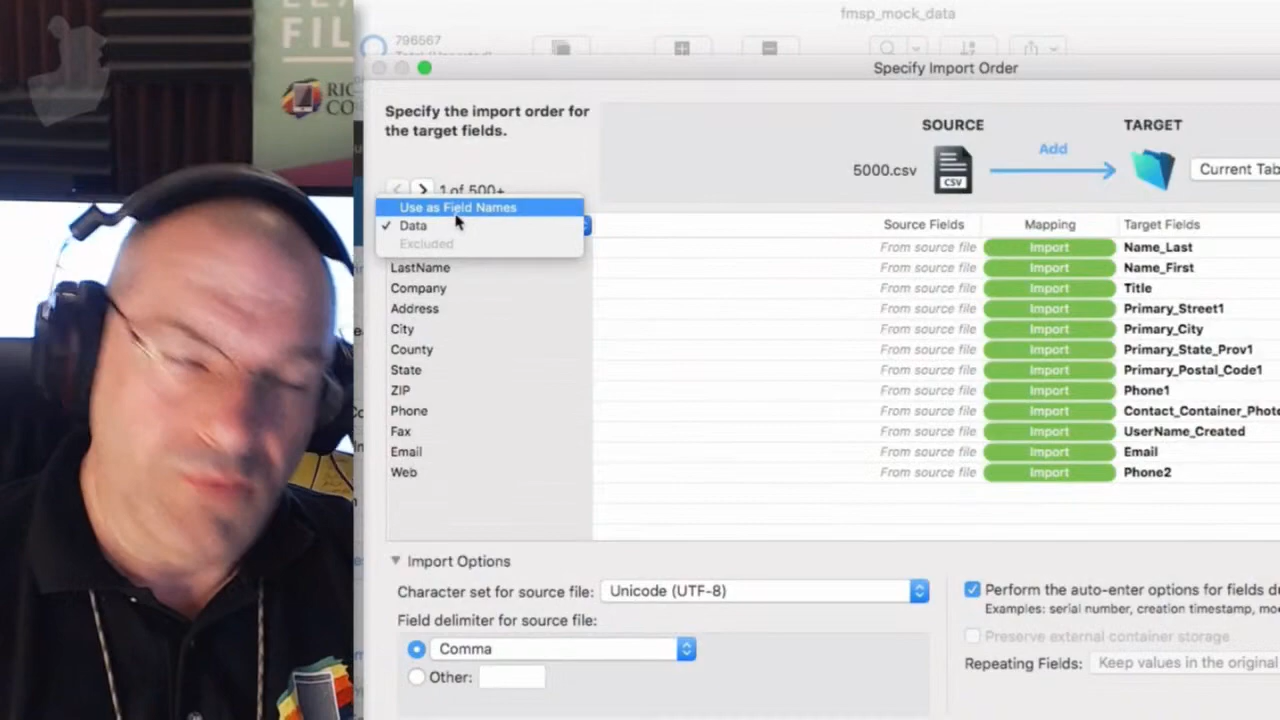 FIL
RIC
CO
fmsp_mock_data
796567
Specify Import Order
Specify the import order for
the target fields.
SOURCE
TARGET
5000.csv
CSV
Add
Current Tab
1 of 500+
Use as Field Names
Data
Excluded
Source Fields
Mapping
Target Fields
From source file Import Name_Last
LastName From source file Import Name_First
Company From source file Import Title
Address From source file Import Primary_Street1
City From source file Import Primary_City
County From source file Import Primary_State_Prov1
State From source file Import Primary_Postal_Code1
ZIP From source file Import Phone1
Phone From source file Import Contact_Container_Photo
Fax From source file Import UserName_Created
Email From source file Import Email
Web From source file Import Phone2
Import Options
Character set for source file: Unicode (UTF-8)
Field delimiter for source file:
Comma
Other:
Perform the auto-enter options for fields du
Examples: serial number, creation timestamp, mod
Preserve external container storage
Repeating Fields: Keep values in the original